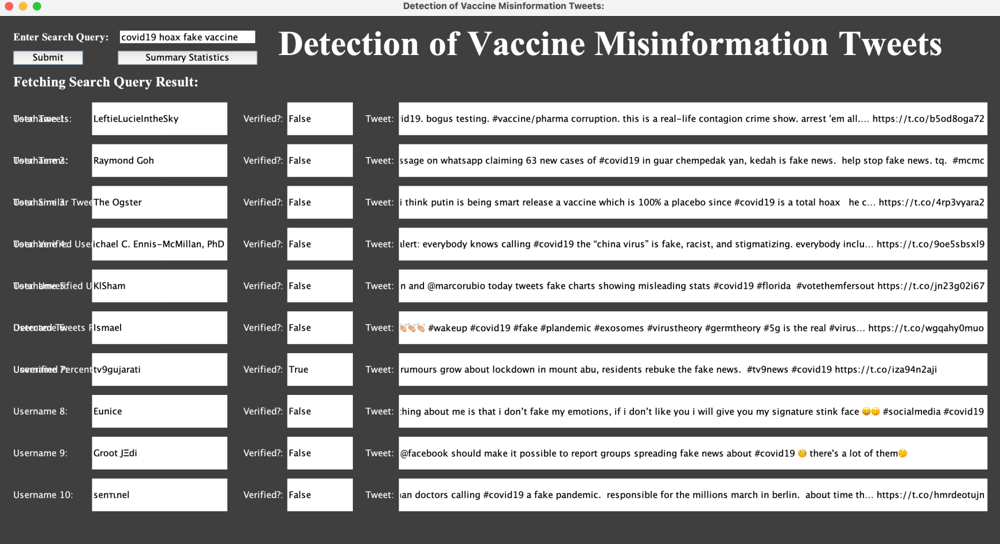 Detection of Vaccine Misinformation Tweets:
Enter Search Query: covid19 hoax fake vaccine
Detection of Vaccine Misinformation Tweets
Submit Summary Statistics
Fetching Search Query Result:
LeftieLucieIntheSky Verified?: False Tweet: id19. bogus testing. #vaccine/pharma corruption. this is a real-life contagion crime show. arrest 'em all.... https://t.co/b5od8oga72
Raymond Goh Verified?: False Tweet: ssage on whatsapp claiming 63 new cases of #covid19 in guar chempedak yan, kedah is fake news.  help stop fake news. tq.  #mcmc
The Ogster Verified?: False Tweet: i think putin is being smart release a vaccine which is 100% a placebo since #covid19 is a total hoax   he c... https://t.co/4rp3vyara2
ichael C. Ennis-McMillan, PhD Verified?: False Tweet: alert: everybody knows calling #covid19 the “china virus” is fake, racist, and stigmatizing. everybody inclu... https://t.co/9oe5sbsxl9
KlSham Verified?: False Tweet: n and @marcorubio today tweets fake charts showing misleading stats #covid19 #florida  #votethemfersout https://t.co/jn23g02i67
Ismael Verified?: False Tweet: 👏🏼👏🏼👏🏼 #wakeup #covid19 #fake #plandemic #exosomes #virustheory #germtheory #5g is the real #virus... https://t.co/wgqahy0muo
tv9gujarati Verified?: True Tweet: rumours grow about lockdown in mount abu, residents rebuke the fake news.  #tv9news #covid19 https://t.co/iza94n2aji
Username 8: Eunice Verified?: False Tweet: thing about me is that i don’t fake my emotions, if i don’t like you i will give you my signature stink face 😀😗 #socialmedia #covid19
Username 9: Groot JΞdi Verified?: False Tweet: @facebook should make it possible to report groups spreading fake news about #covid19 🧐 there's a lot of them🤔
Username 10: senтιnel Verified?: False Tweet: an doctors calling #covid19 a fake pandemic.  responsible for the millions march in berlin.  about time th... https://t.co/hmrdeotujn